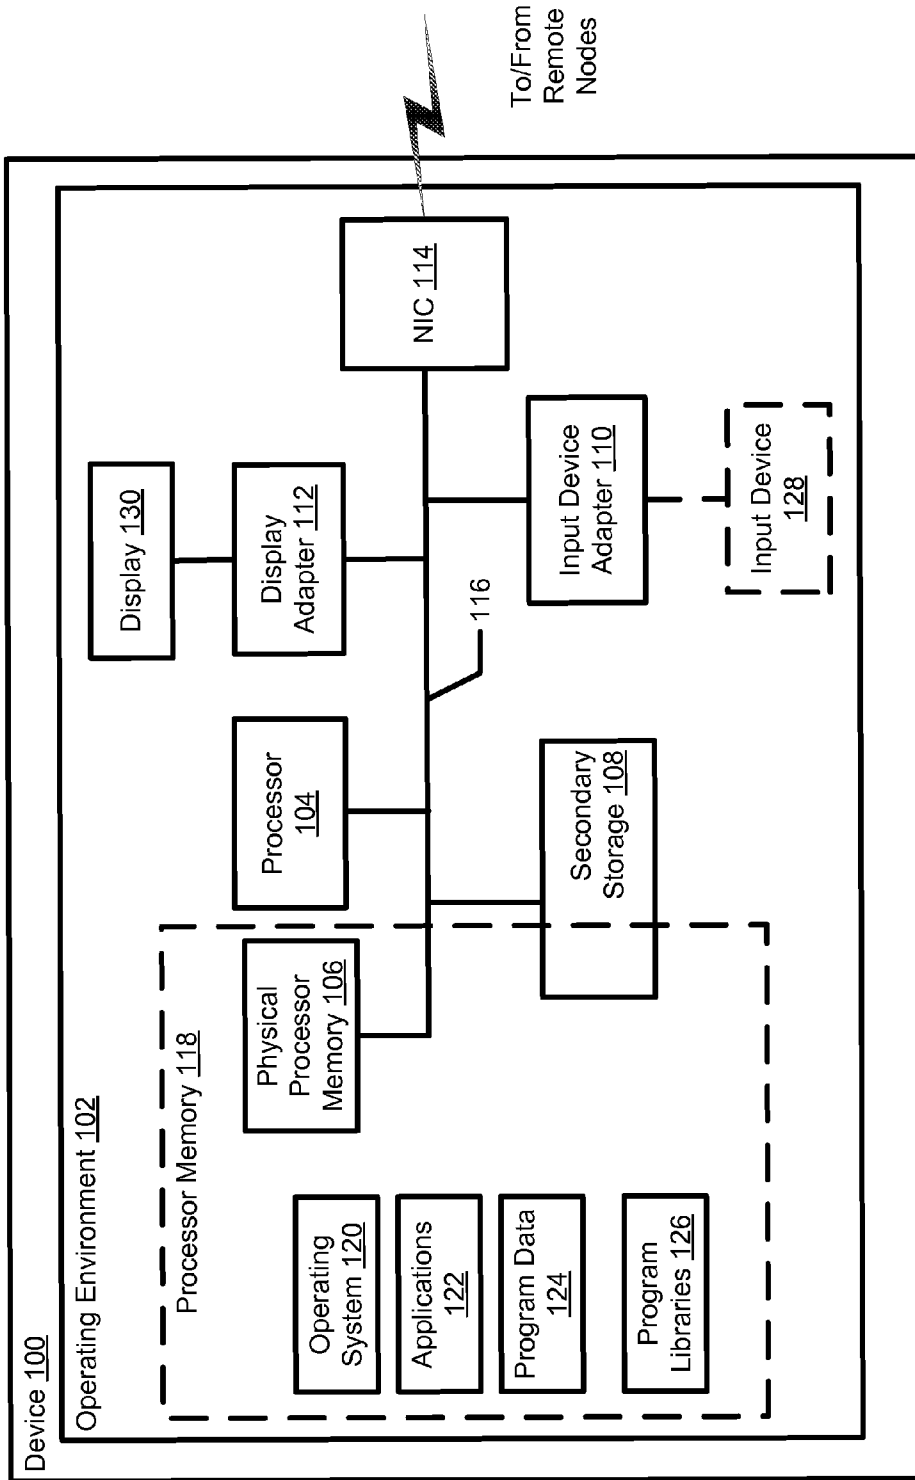 Device 100
Operating Environment 102
Processor Memory 118
Operating
System 120
Applications
122
Program Data
124
Program
Libraries 126
Physical
Processor
Memory 106
Processor
104
Secondary
Storage 108
116
Display 130
Display
Adapter 112
Input Device
Adapter 110
Input Device
128
NIC 114
To/From
Remote
Nodes